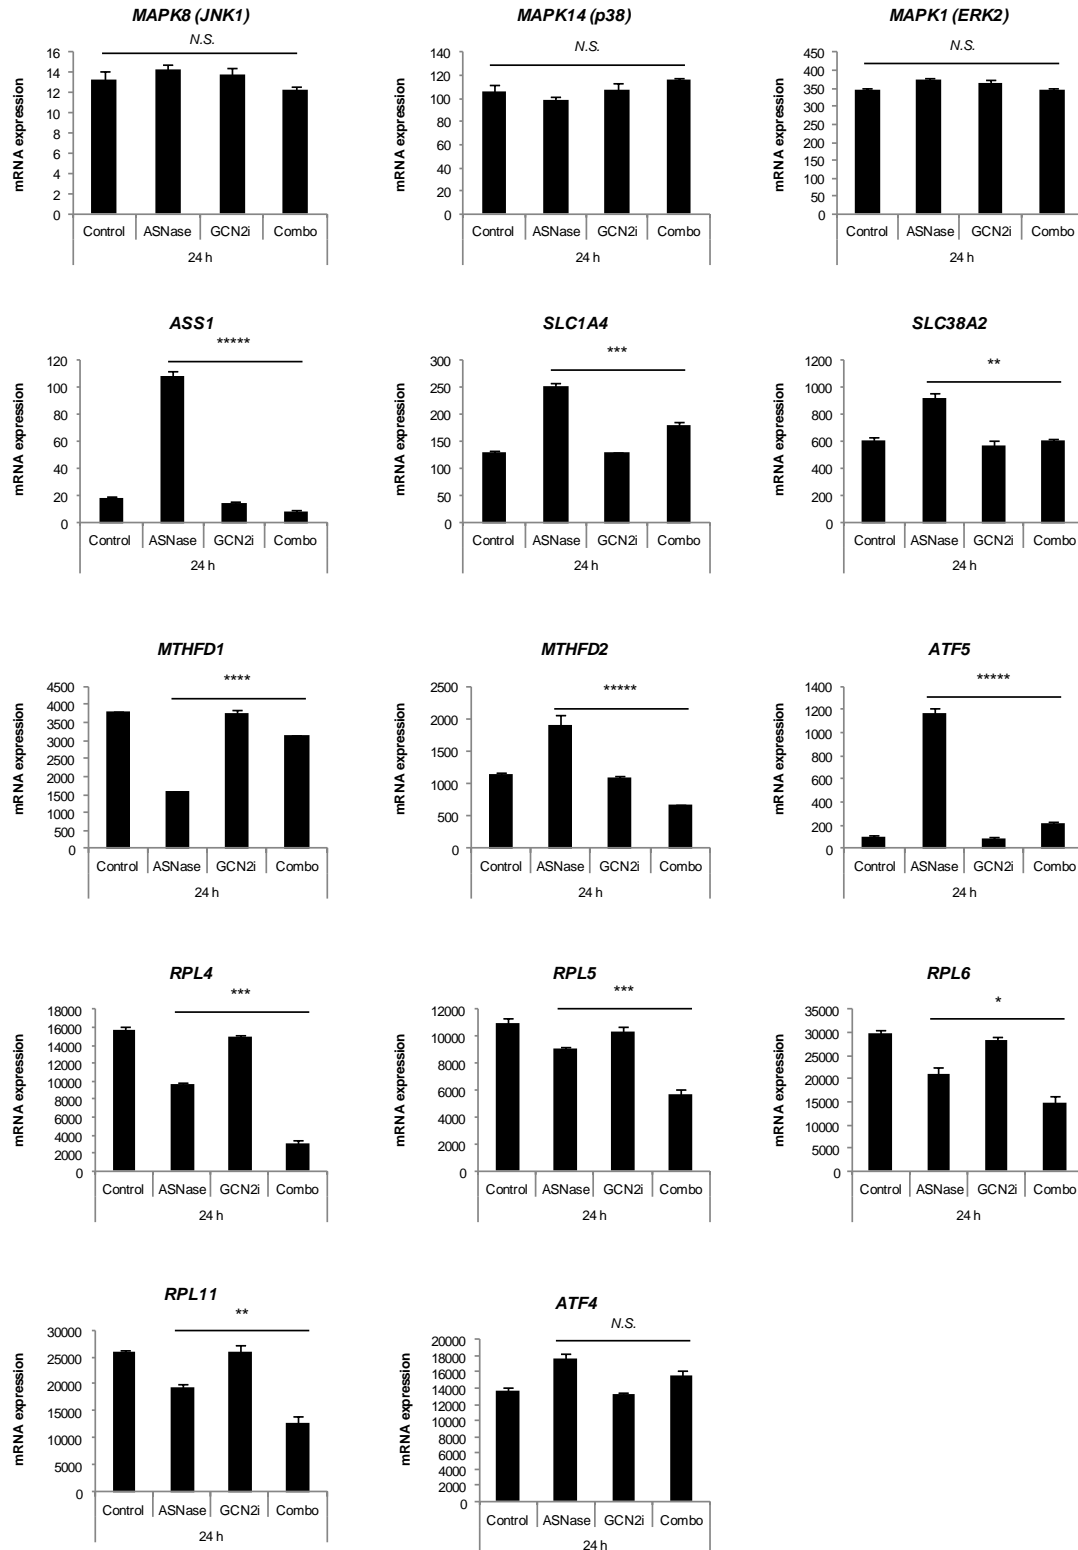 MAPK8 (JNK1)
N.S.
mRNA expression
16
14
12
10
8
6
4
2
0
Control ASNase GCN2i Combo
24 h
MAPK14 (p38)
N.S.
mRNA expression
140
120
100
80
60
40
20
0
Control ASNase GCN2i Combo
24 h
MAPK1 (ERK2)
N.S.
mRNA expression
450
400
350
300
250
200
150
100
50
0
Control ASNase GCN2i Combo
24 h
ASS1
*****
mRNA expression
120
100
80
60
40
20
0
Control ASNase GCN2i Combo
24 h
SLC1A4
***
mRNA expression
300
250
200
150
100
50
0
Control ASNase GCN2i Combo
24 h
SLC38A2
**
mRNA expression
1200
1000
800
600
400
200
0
Control ASNase GCN2i Combo
24 h
MTHFD1
****
mRNA expression
4500
4000
3500
3000
2500
2000
1500
1000
500
0
Control ASNase GCN2i Combo
24 h
MTHFD2
*****
mRNA expression
2500
2000
1500
1000
500
0
Control ASNase GCN2i Combo
24 h
ATF5
*****
mRNA expression
1400
1200
1000
800
600
400
200
0
Control ASNase GCN2i Combo
24 h
RPL4
***
mRNA expression
18000
16000
14000
12000
10000
8000
6000
4000
2000
0
Control ASNase GCN2i Combo
24 h
RPL5
***
mRNA expression
12000
10000
8000
6000
4000
2000
0
Control ASNase GCN2i Combo
24 h
RPL6
*
mRNA expression
35000
30000
25000
20000
15000
10000
5000
0
Control ASNase GCN2i Combo
24 h
RPL11
**
mRNA expression
30000
25000
20000
15000
10000
5000
0
Control ASNase GCN2i Combo
24 h
ATF4
N.S.
mRNA expression
20000
18000
16000
14000
12000
10000
8000
6000
4000
2000
0
Control ASNase GCN2i Combo
24 h